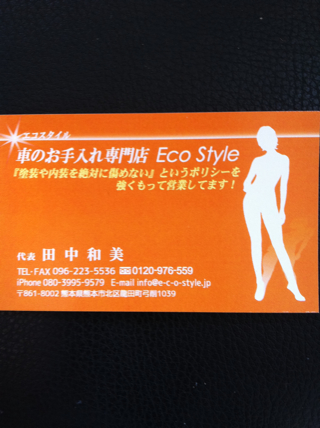 エコスタイル
車のお手入れ専門店 Eco Style
『塗装や内装を絶対に傷めない』というポリシーを
強くもって営業してます！
代表 田中和美
TEL・FAX 096-223-5536 0120-976-559
iPhone 080-3995-9579 E-mail info@e-c-o-style.jp
〒861-8002 熊本県熊本市北区龍田町弓削1039